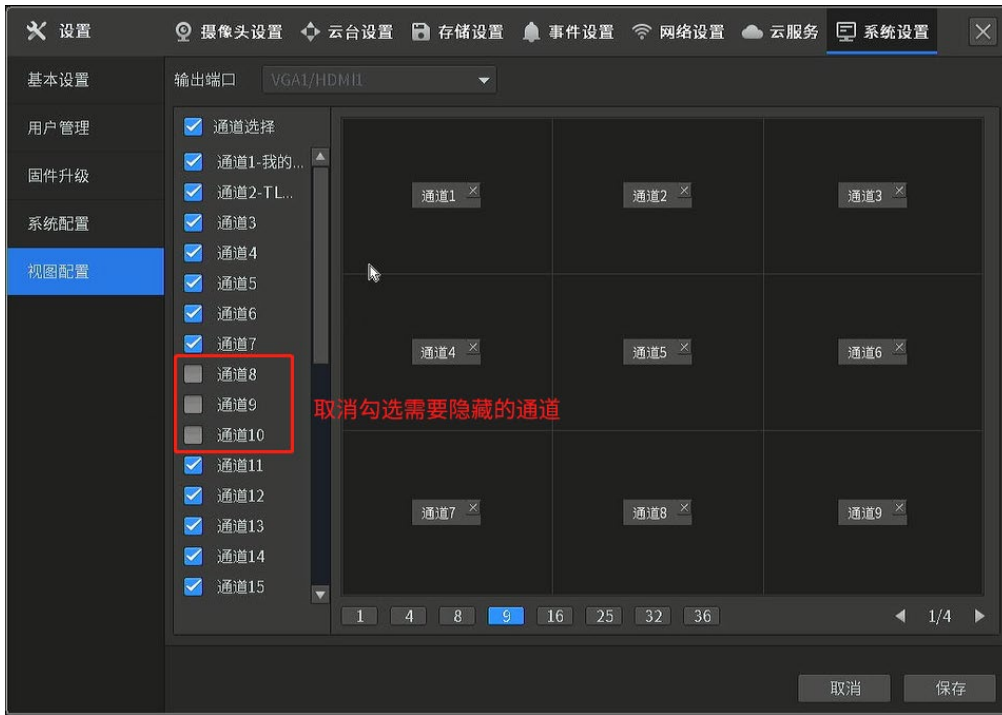 设置 摄像头设置 云台设置 存储设置 事件设置 网络设置 云服务 系统设置
基本设置
用户管理
固件升级
系统配置
视图配置
输出端口 VGA1/HDMI1
通道选择
通道1-我的...
通道2-TL...
通道3
通道4
通道5
通道6
通道7
通道8
通道9
通道10
通道11
通道12
通道13
通道14
通道15
取消勾选需要隐藏的通道
通道1 通道2 通道3
通道4 通道5 通道6
通道7 通道8 通道9
1 4 8 9 16 25 32 36 1/4
取消 保存